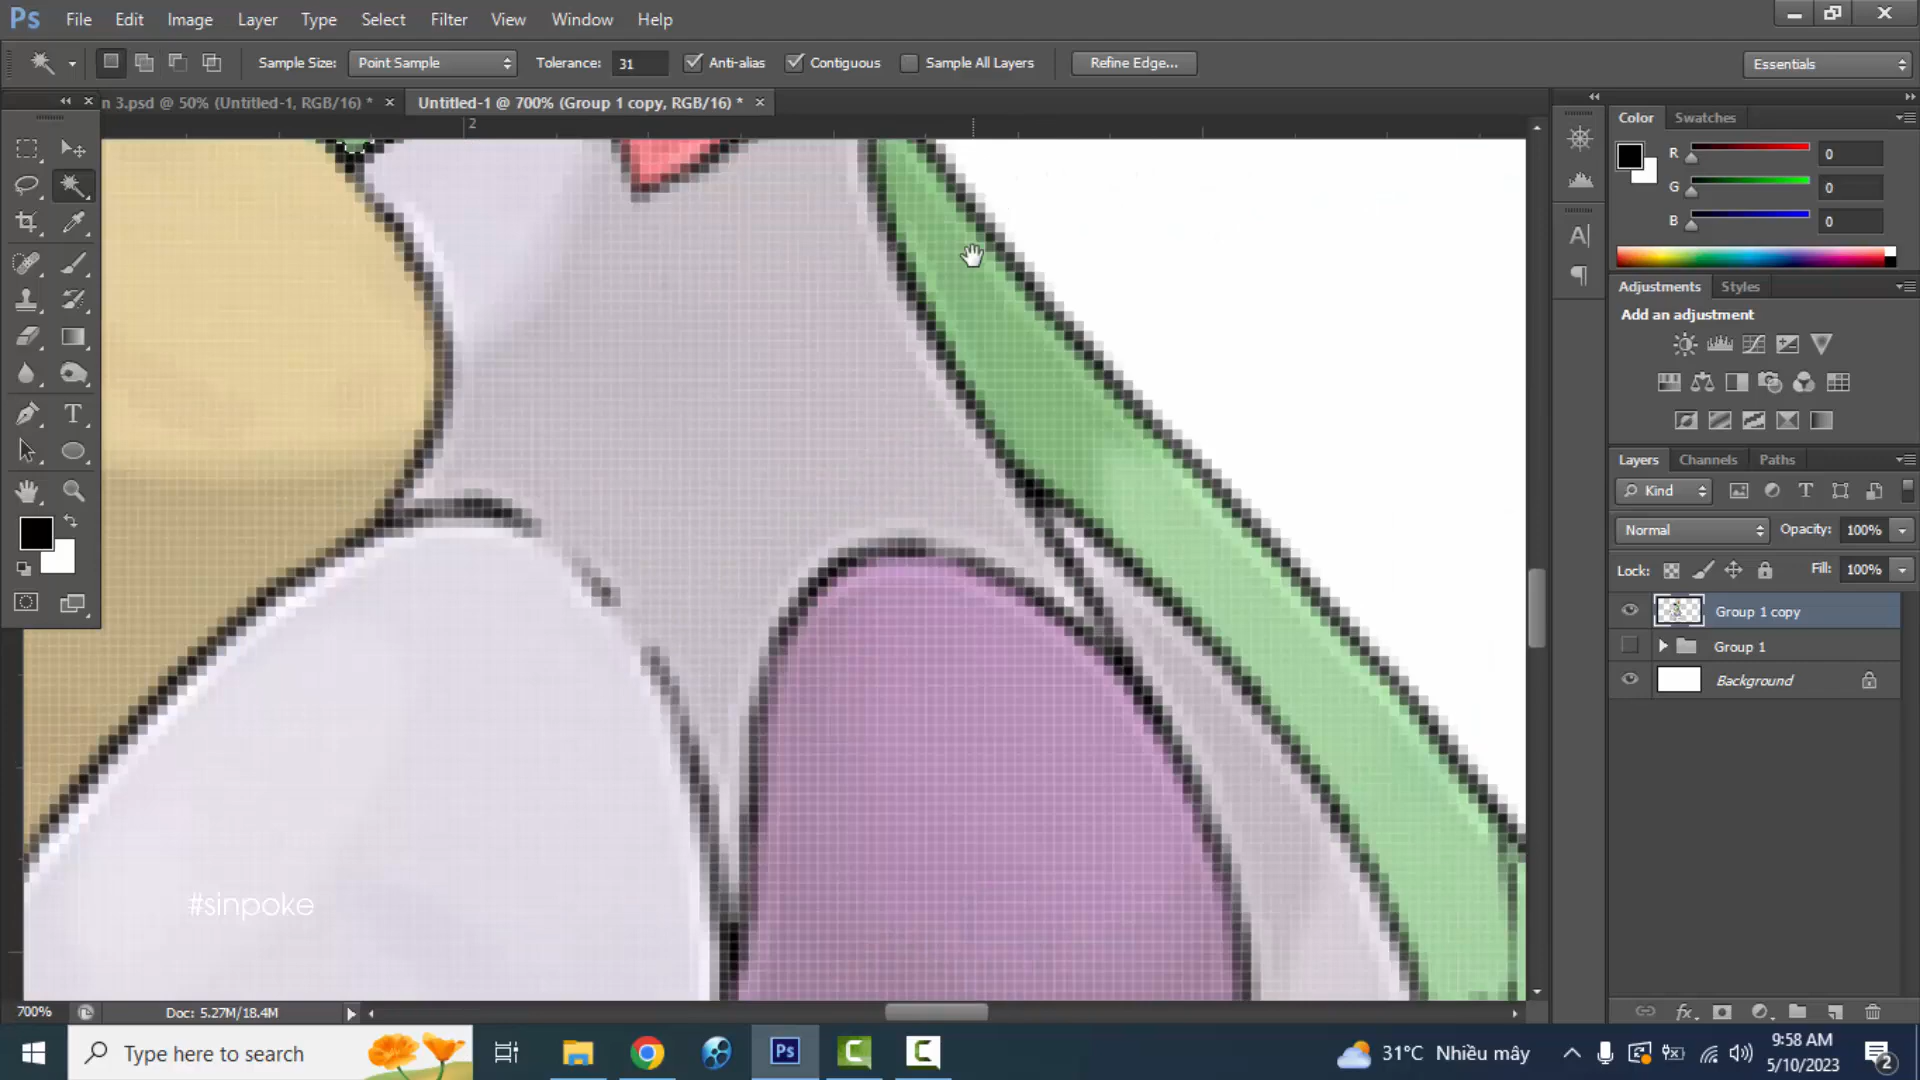 Ps File Edit Image Layer Type Select Filter View Window Help
Sample Size: Point Sample Tolerance: 31 Anti-alias Contiguous Sample All Layers Refine Edge... Essentials
n 3.psd @ 50% (Untitled-1, RGB/16) * Untitled-1 @ 700% (Group 1 copy, RGB/16) *
2
Color Swatches
R 0
G 0
B 0
Adjustments Styles
Add an adjustment
Layers Channels Paths
Kind
Normal Opacity: 100%
Lock: Fill: 100%
Group 1 copy
Group 1
Background
#sinpoke
700% Doc: 5.27M/18.4M
Type here to search
Ps
31°C Nhiều mây
9:58 AM
5/10/2023
2